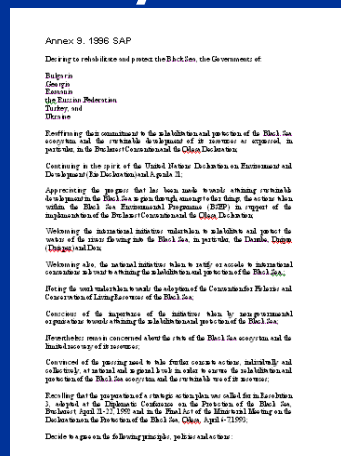 Annex 9. 1996 SAP
Desiring to rehabilitate and protect the Black Sea, the Governments of:
Bulgaria
Georgia
Romania
the Russian Federation
Turkey, and
Ukraine
Reaffirming their commitment to the rehabilitation and protection of the Black Sea
ecosystem and the sustainable development of its resources as expressed, in
particular, in the Bucharest Convention and the Odessa Declaration;
Continuing in the spirit of the United Nations Declaration on Environment and
Development (Rio Declaration) and Agenda 21;
Appreciating the progress that has been made towards attaining sustainable
development in the Black Sea region through, among other things, the actions taken
within the Black Sea Environmental Programme (BSEP) in support of the
implementation of the Bucharest Convention and the Odessa Declaration;
Welcoming the international initiatives undertaken to rehabilitate and protect the
waters of the rivers flowing into the Black Sea, in particular, the Danube, Dnipro
(Dnieper) and Don;
Welcoming also, the national initiatives taken to ratify or accede to international
conventions relevant to attaining the rehabilitation and protection of the Black Sea;
Noting the work undertaken towards the adoption of the Convention for Fisheries and
Conservation of Living Resources of the Black Sea;
Conscious of the importance of the initiatives taken by non-governmental
organisations towards attaining the rehabilitation and protection of the Black Sea;
Nevertheless remain concerned about the state of the Black Sea ecosystem and the
limited recovery of its resources;
Convinced of the pressing need to take further concrete actions, individually and
collectively, at national and regional levels in order to ensure the rehabilitation and
protection of the Black Sea ecosystem and the sustainable use of its resources;
Recalling that the preparation of a strategic action plan was called for in Resolution
3, adopted at the Diplomatic Conference on the Protection of the Black Sea,
Bucharest, April 21-22, 1992 and in the Final Act of the Ministerial Meeting on the
Declaration on the Protection of the Black Sea, Odessa, April 6-7, 1993;
Decide to agree on the following principles, policies and actions: